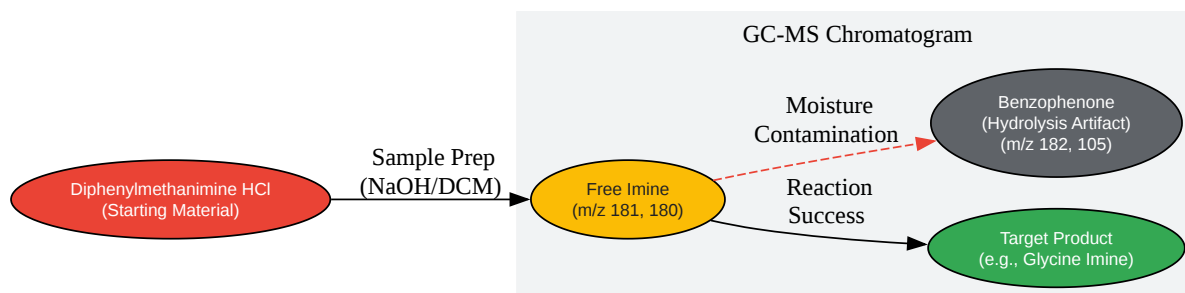 GC-MS Chromatogram
Diphenylmethanimine HCl
(Starting Material)
Sample Prep
(NaOH/DCM)
Free Imine
(m/z 181, 180)
Moisture
Contamination
Benzophenone
(Hydrolysis Artifact)
(m/z 182, 105)
Reaction
Success
Target Product
(e.g., Glycine Imine)